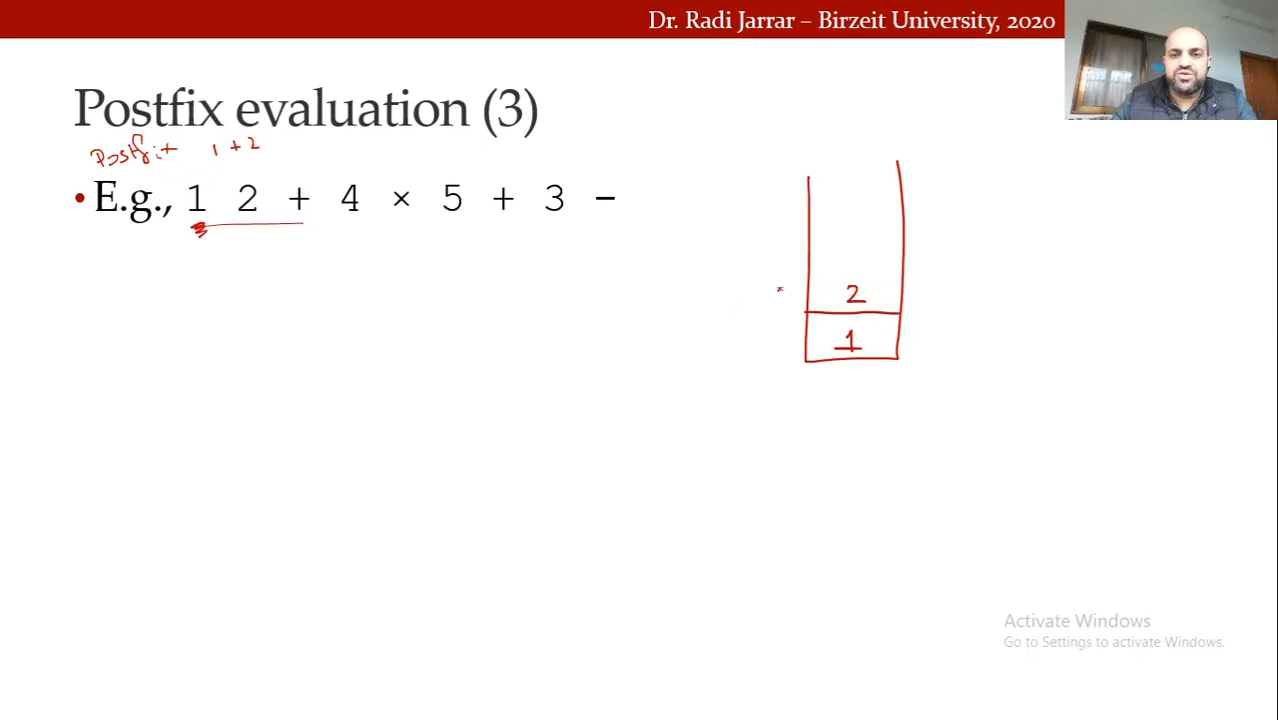 Dr. Radi Jarrar – Birzeit University, 2020
Postfix evaluation (3)
Postfix 1 + 2
• E.g., 1 2 + 4 × 5 + 3 −
2
1
Activate Windows
Go to Settings to activate Windows.